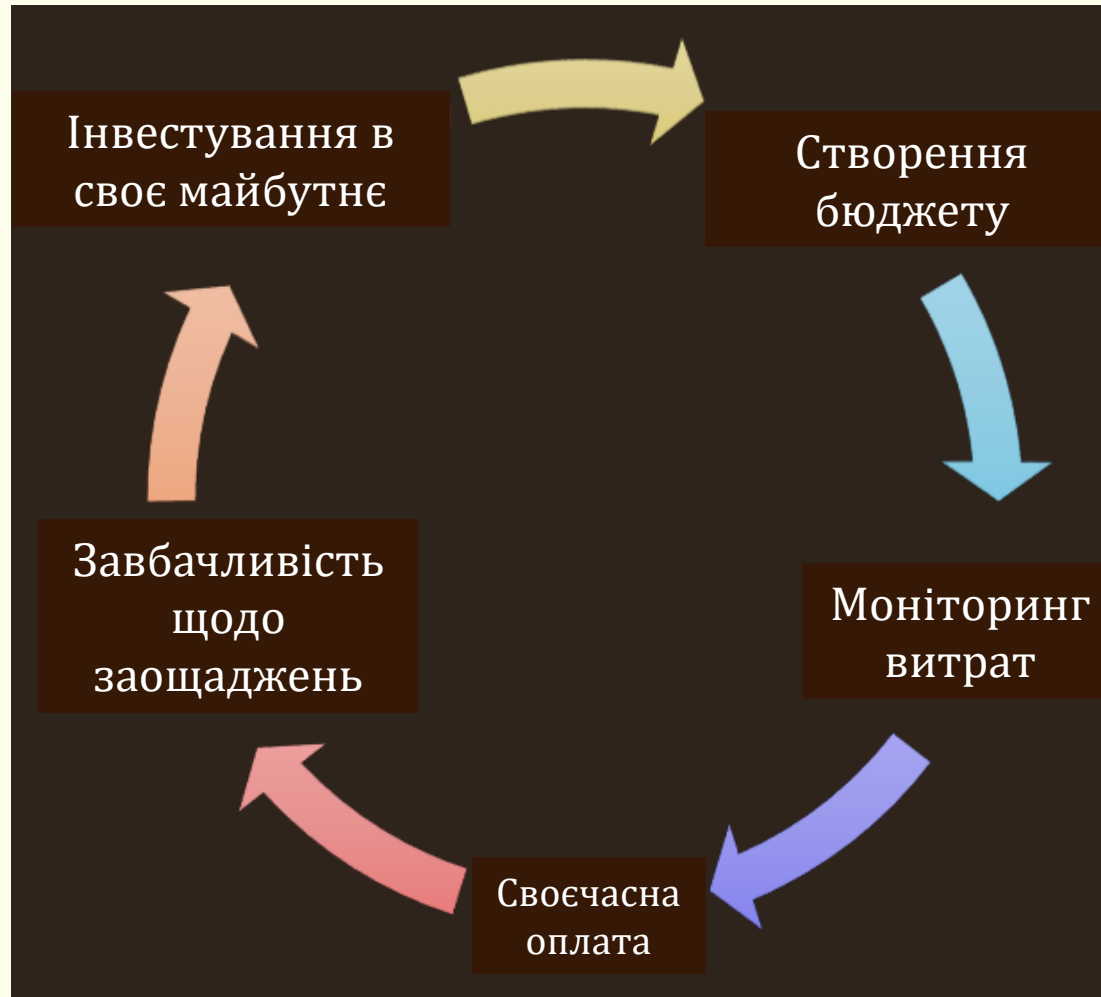 Інвестування в
своє майбутнє
Створення
бюджету
Завбачливість
щодо
заощаджень
Моніторинг
витрат
Своєчасна
оплата